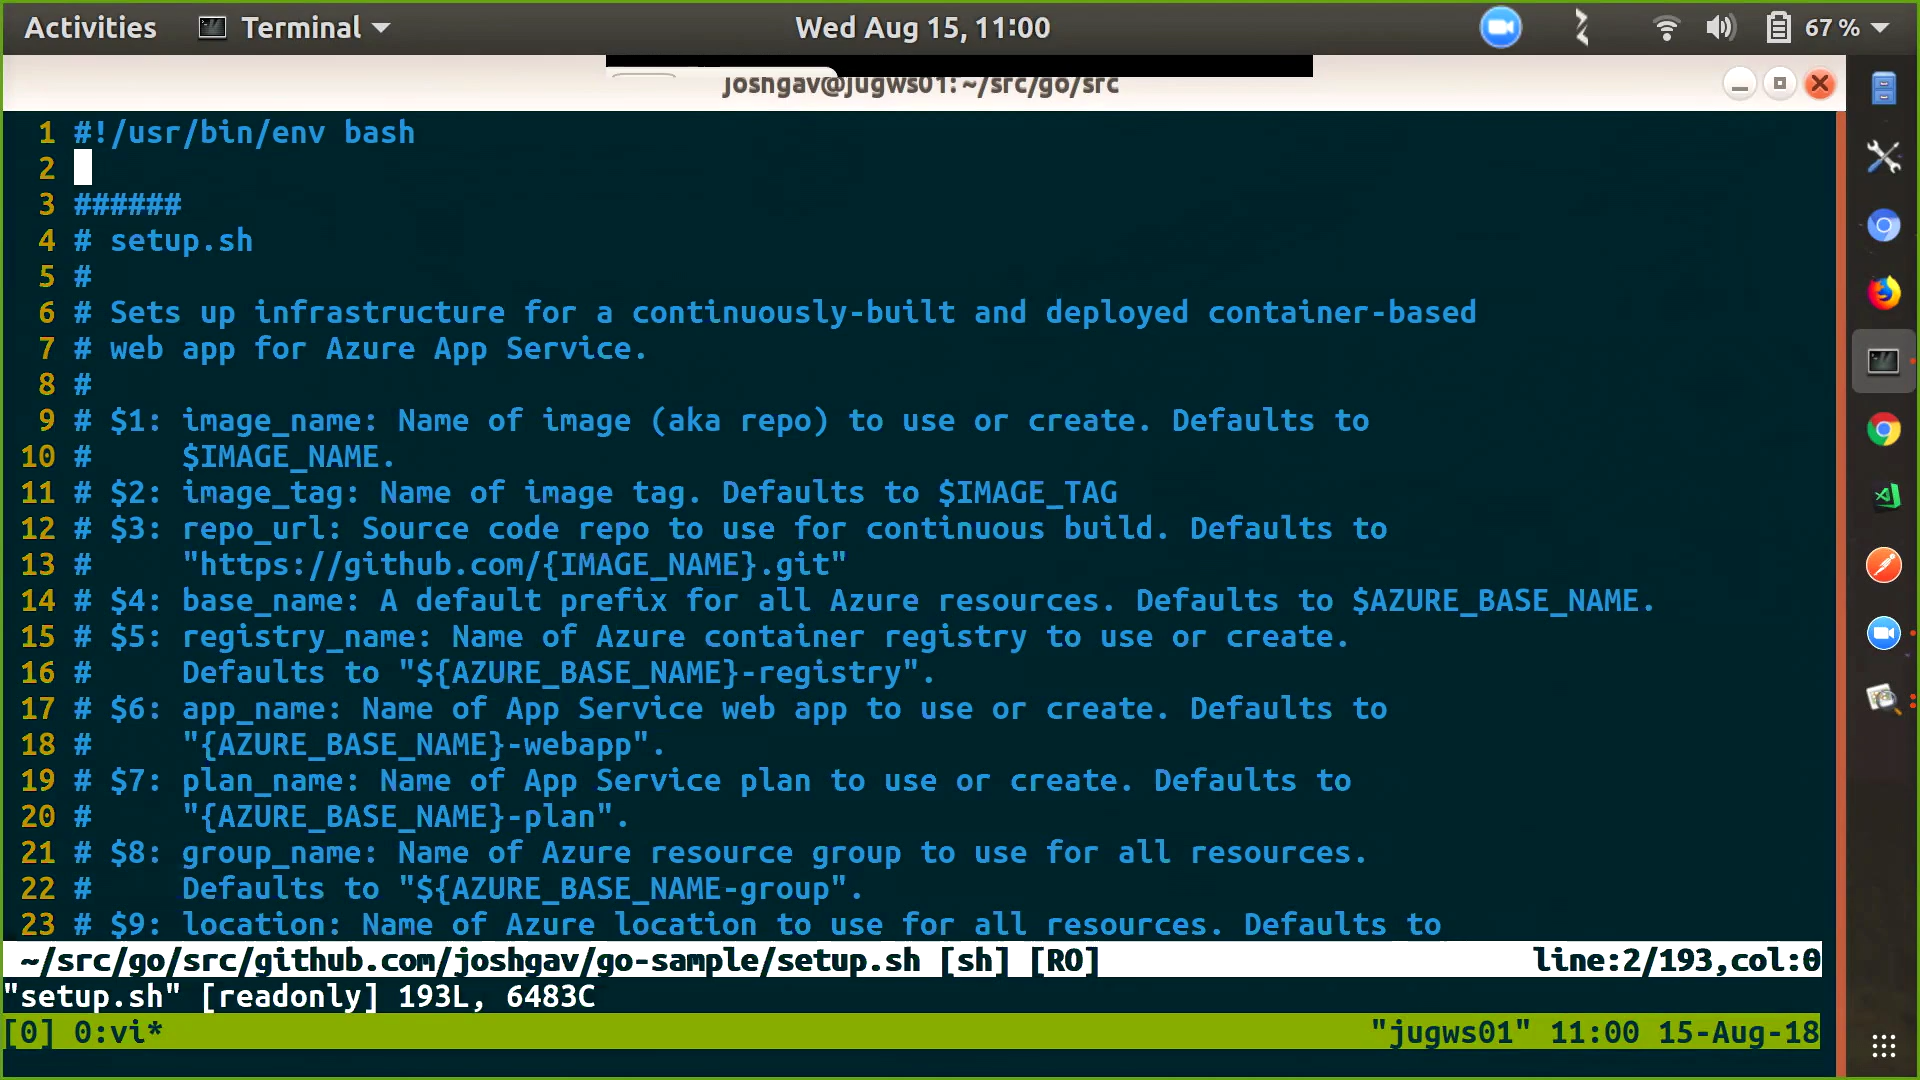 Activities Terminal Wed Aug 15, 11:00 67 %
joshgav@jugws01: ~/src/go/src
1 #!/usr/bin/env bash
2
3 ######
4 # setup.sh
5 #
6 # Sets up infrastructure for a continuously-built and deployed container-based
7 # web app for Azure App Service.
8 #
9 # $1: image_name: Name of image (aka repo) to use or create. Defaults to
10 #     $IMAGE_NAME.
11 # $2: image_tag: Name of image tag. Defaults to $IMAGE_TAG
12 # $3: repo_url: Source code repo to use for continuous build. Defaults to
13 #     "https://github.com/{IMAGE_NAME}.git"
14 # $4: base_name: A default prefix for all Azure resources. Defaults to $AZURE_BASE_NAME.
15 # $5: registry_name: Name of Azure container registry to use or create.
16 #     Defaults to "${AZURE_BASE_NAME}-registry".
17 # $6: app_name: Name of App Service web app to use or create. Defaults to
18 #     "{AZURE_BASE_NAME}-webapp".
19 # $7: plan_name: Name of App Service plan to use or create. Defaults to
20 #     "{AZURE_BASE_NAME}-plan".
21 # $8: group_name: Name of Azure resource group to use for all resources.
22 #     Defaults to "${AZURE_BASE_NAME-group".
23 # $9: location: Name of Azure location to use for all resources. Defaults to
~/src/go/src/github.com/joshgav/go-sample/setup.sh [sh] [RO] line:2/193,col:0
"setup.sh" [readonly] 193L, 6483C
[0] 0:vi* "jugws01" 11:00 15-Aug-18